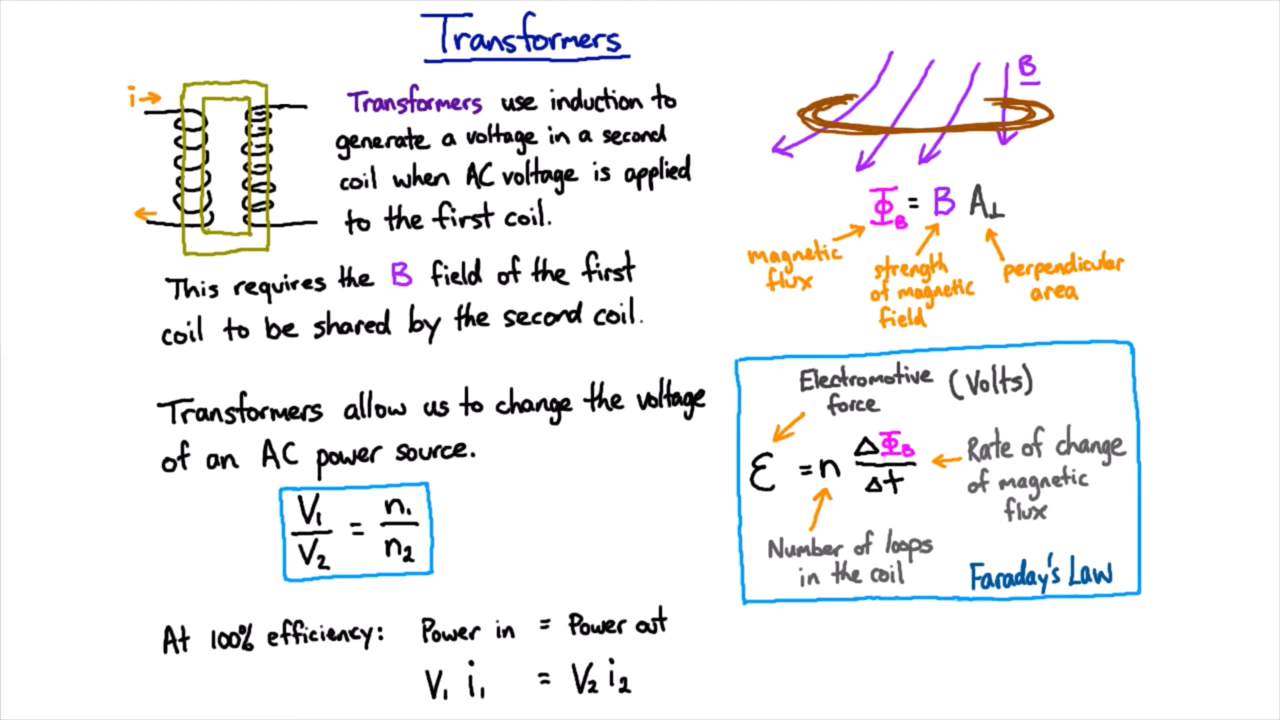 Transformers
i→
Transformers use induction to
generate a voltage in a second
coil when AC voltage is applied
to the first coil.
This requires the B field of the first
coil to be shared by the second coil.
Transformers allow us to change the voltage
of an AC power source.
V₁/V₂ = n₁/n₂
At 100% efficiency: Power in = Power out
V₁ i₁ = V₂ i₂
B
Φ_B = B A⊥
magnetic
flux
strength
of magnetic
field
perpendicular
area
Electromotive (Volts)
force
ℰ = n ΔΦ_B/Δt
Rate of change
of magnetic
flux
Number of loops
in the coil
Faraday's Law